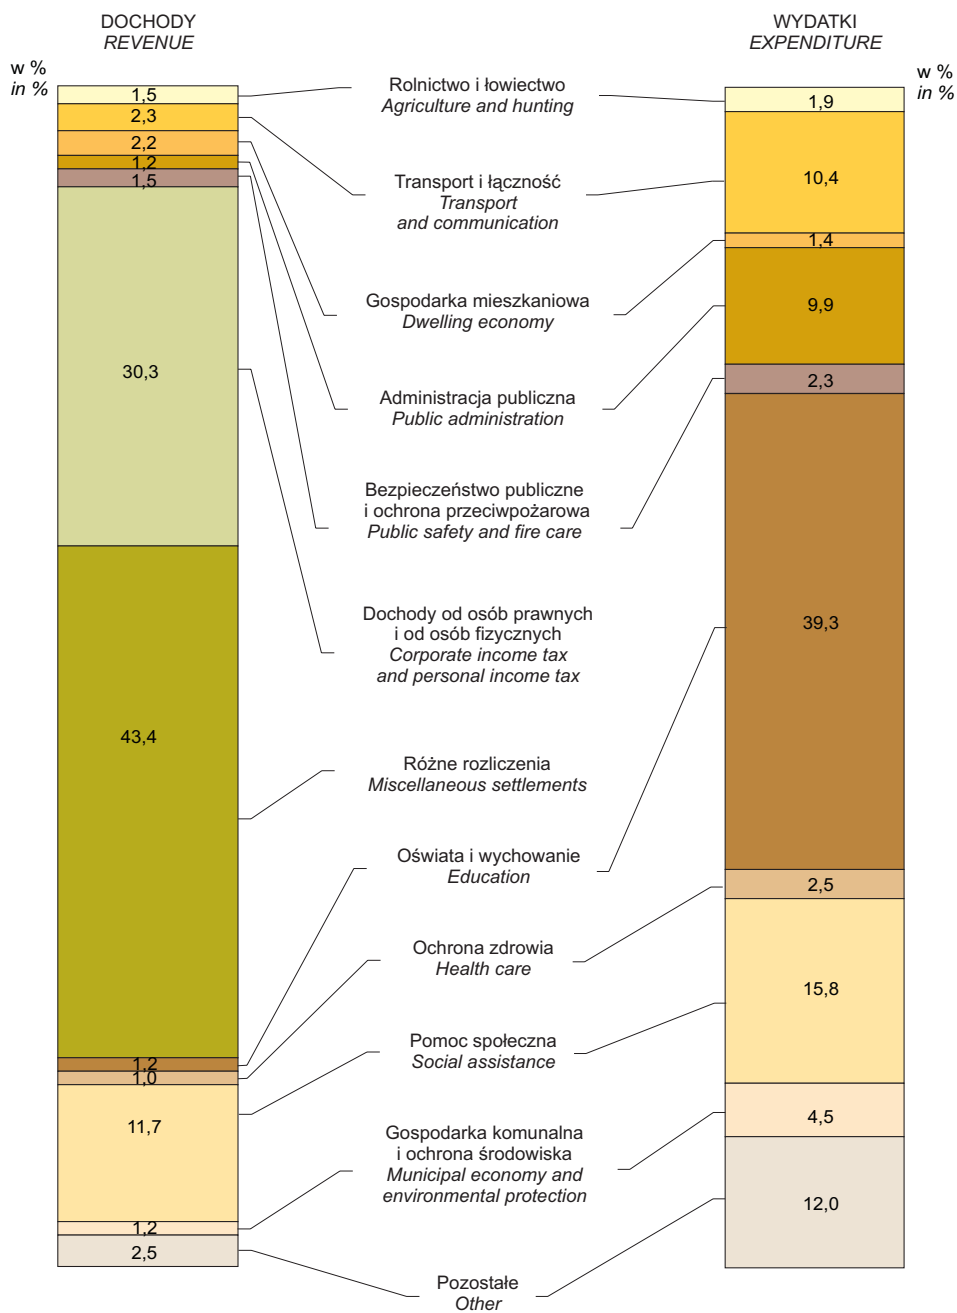 DOCHODY
REVENUE
w %
in %
1,5
2,3
2,2
1,2
1,5
30,3
43,4
1,2
1,0
11,7
1,2
2,5
Rolnictwo i łowiectwo
Agriculture and hunting
Transport i łączność
Transport
and communication
Gospodarka mieszkaniowa
Dwelling economy
Administracja publiczna
Public administration
Bezpieczeństwo publiczne
i ochrona przeciwpożarowa
Public safety and fire care
Dochody od osób prawnych
i od osób fizycznych
Corporate income tax
and personal income tax
Różne rozliczenia
Miscellaneous settlements
Oświata i wychowanie
Education
Ochrona zdrowia
Health care
Pomoc społeczna
Social assistance
Gospodarka komunalna
i ochrona środowiska
Municipal economy and
environmental protection
Pozostałe
Other
WYDATKI
EXPENDITURE
w %
in %
1,9
10,4
1,4
9,9
2,3
39,3
2,5
15,8
4,5
12,0